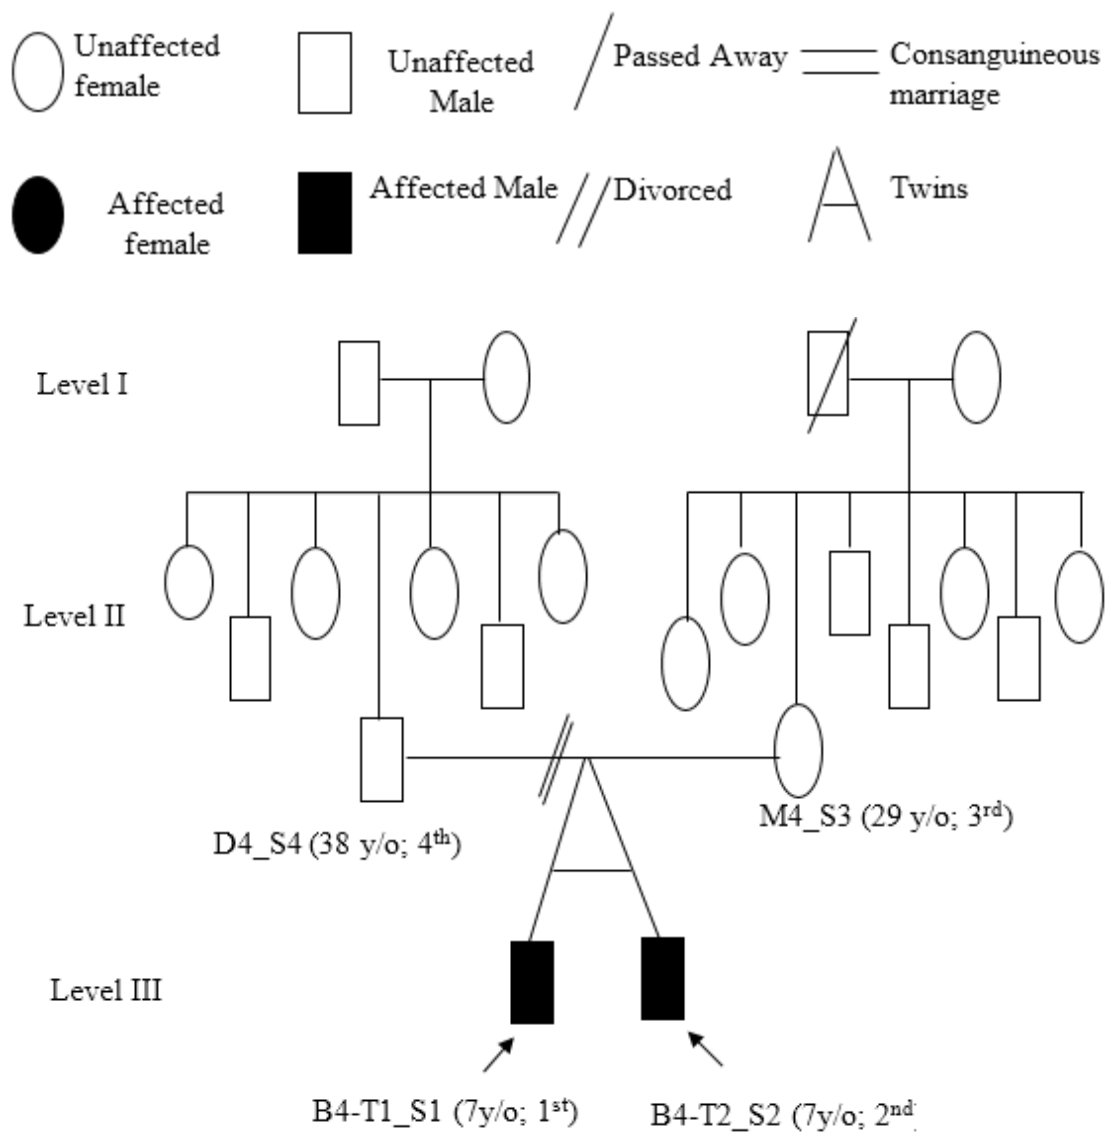 Unaffected
female
Unaffected
Male
Passed Away
Consanguineous
marriage
Affected
female
Affected Male
Divorced
Twins
Level I
Level II
D4_S4 (38 y/o; 4th)
M4_S3 (29 y/o; 3rd)
Level III
B4-T1_S1 (7y/o; 1st)
B4-T2_S2 (7y/o; 2nd